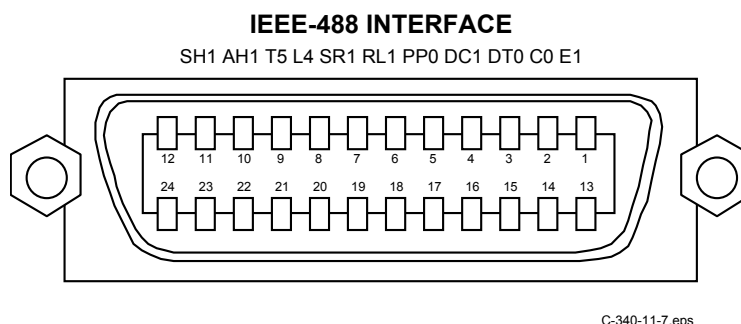 IEEE-488 INTERFACE
SH1 AH1 T5 L4 SR1 RL1 PP0 DC1 DT0 C0 E1
12 11 10 9 8 7 6 5 4 3 2 1
24 23 22 21 20 19 18 17 16 15 14 13
C-340-11-7.eps